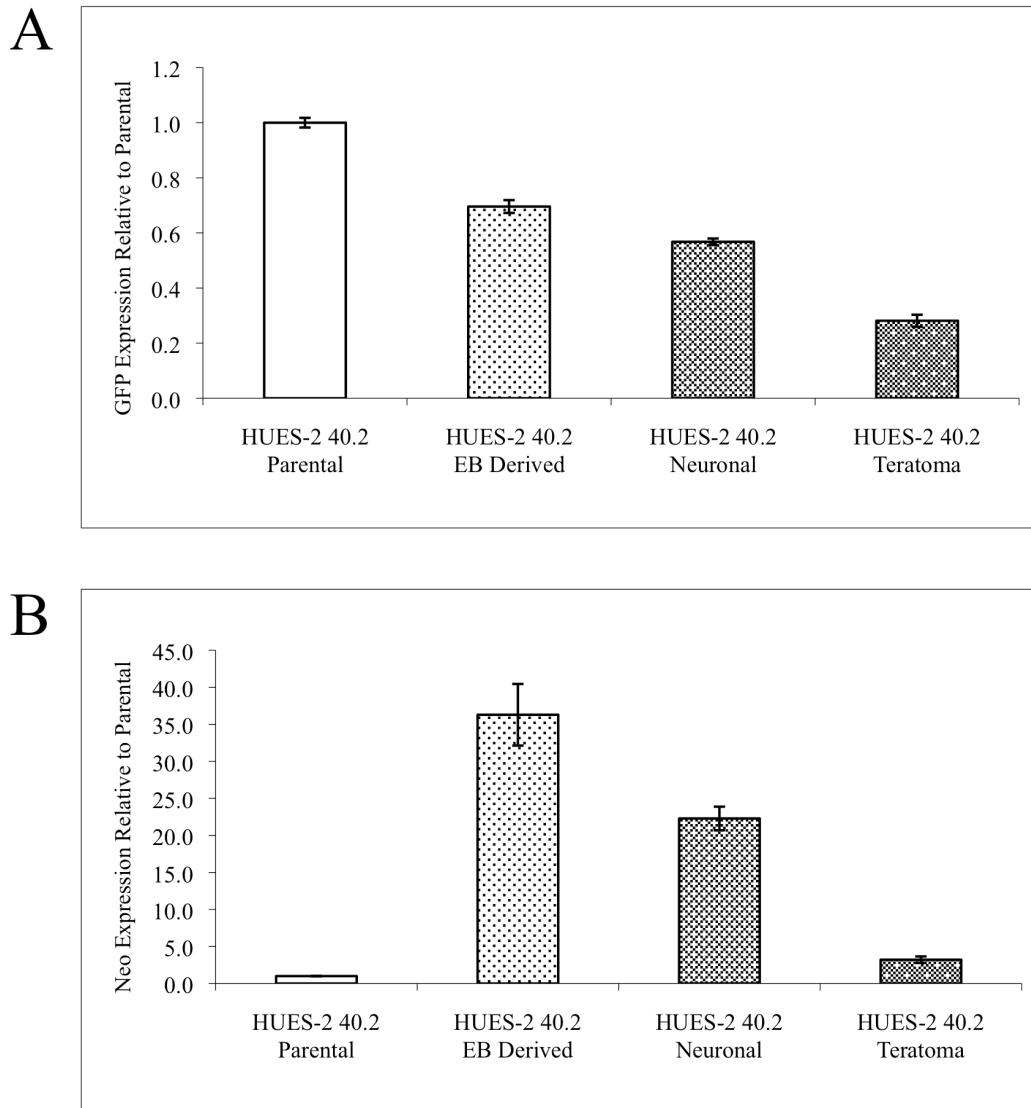 A
GFP Expression Relative to Parental
1.2
1.0
0.8
0.6
0.4
0.2
0.0
HUES-2 40.2
Parental
HUES-2 40.2
EB Derived
HUES-2 40.2
Neuronal
HUES-2 40.2
Teratoma
B
Neo Expression Relative to Parental
45.0
40.0
35.0
30.0
25.0
20.0
15.0
10.0
5.0
0.0
HUES-2 40.2
Parental
HUES-2 40.2
EB Derived
HUES-2 40.2
Neuronal
HUES-2 40.2
Teratoma